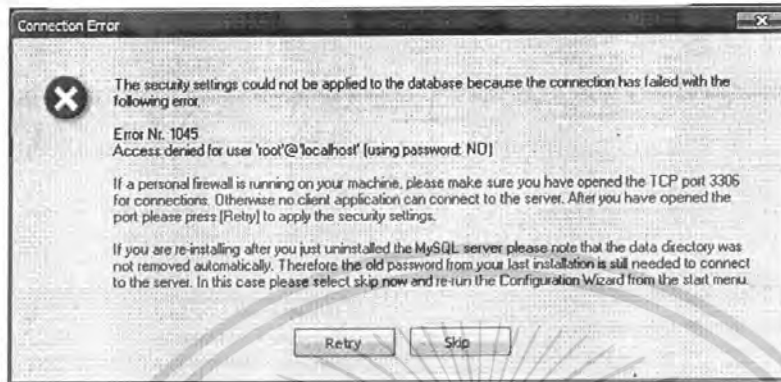 Connection Error
The security settings could not be applied to the database because the connection has failed with the
following error.
Error Nr. 1045
Access denied for user 'root'@'localhost' (using password: NO)
If a personal firewall is running on your machine, please make sure you have opened the TCP port 3306
for connections. Otherwise no client application can connect to the server. After you have opened the
port please press [Retry] to apply the security settings.
If you are re-installing after you just uninstalled the MySQL server please note that the data directory was
not removed automatically. Therefore the old password from your last installation is still needed to connect
to the server. In this case please select skip now and re-run the Configuration Wizard from the start menu.
Retry
Skip